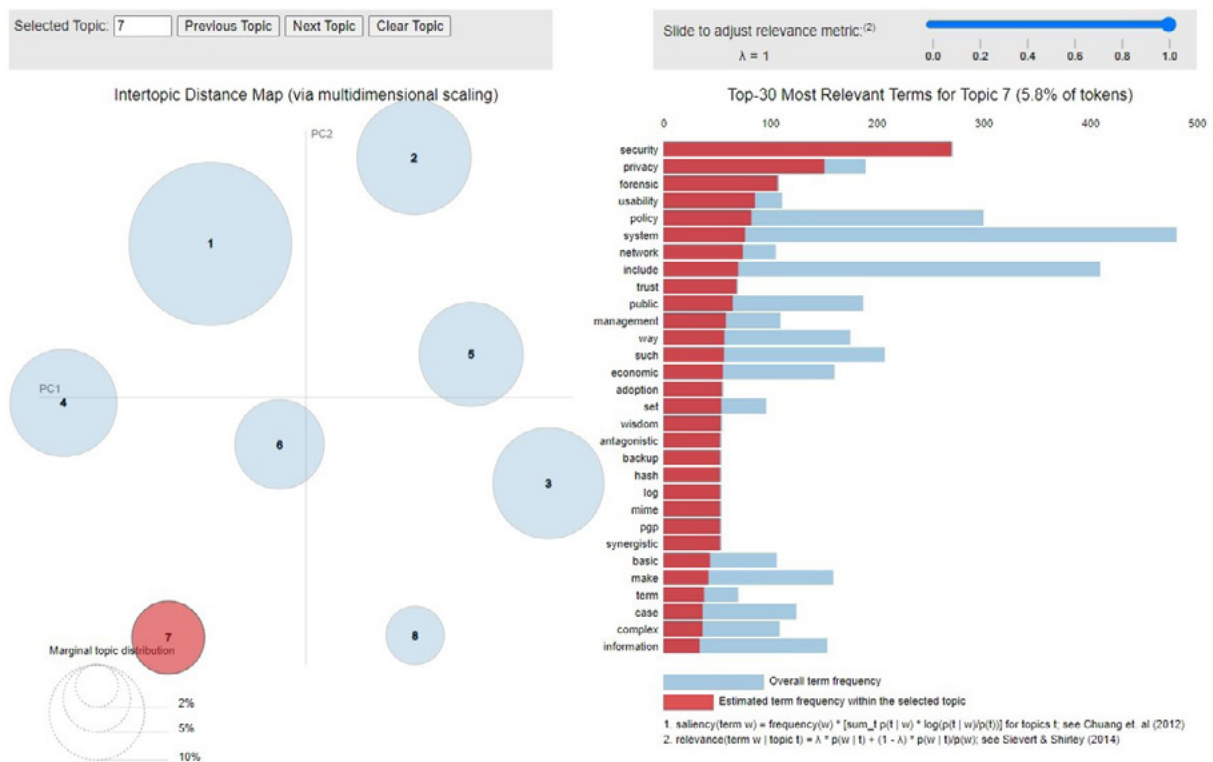 Selected Topic: 7 Previous Topic Next Topic Clear Topic
Slide to adjust relevance metric:(2)
λ = 1
0.0 0.2 0.4 0.6 0.8 1.0
Intertopic Distance Map (via multidimensional scaling)
PC2
2
1
5
PC1
4
6
3
7
8
Marginal topic distribution
2%
5%
10%
Top-30 Most Relevant Terms for Topic 7 (5.8% of tokens)
0 100 200 300 400 500
security
privacy
forensic
usability
policy
system
network
include
trust
public
management
way
such
economic
adoption
set
wisdom
antagonistic
backup
hash
log
mime
pgp
synergistic
basic
make
term
case
complex
information
Overall term frequency
Estimated term frequency within the selected topic
1. saliency(term w) = frequency(w) * [sum_t p(t | w) * log(p(t | w)/p(t))] for topics t; see Chuang et. al (2012)
2. relevance(term w | topic t) = λ * p(w | t) + (1 - λ) * p(w | t)/p(w); see Sievert & Shirley (2014)